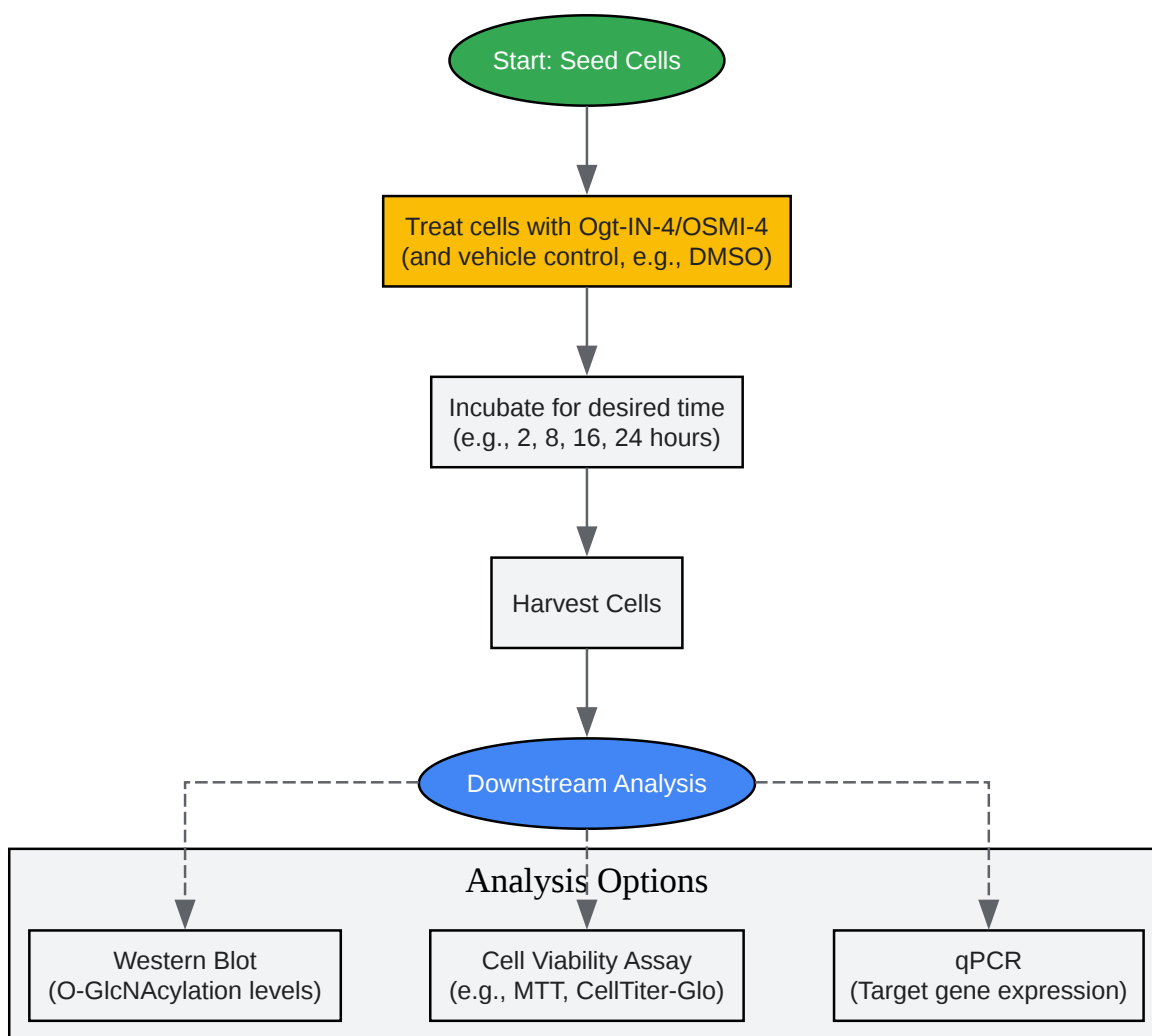 Start: Seed Cells
Treat cells with Ogt-IN-4/OSMI-4
(and vehicle control, e.g., DMSO)
Incubate for desired time
(e.g., 2, 8, 16, 24 hours)
Harvest Cells
Downstream Analysis
Analysis Options
Western Blot
(O-GlcNAcylation levels)
Cell Viability Assay
(e.g., MTT, CellTiter-Glo)
qPCR
(Target gene expression)